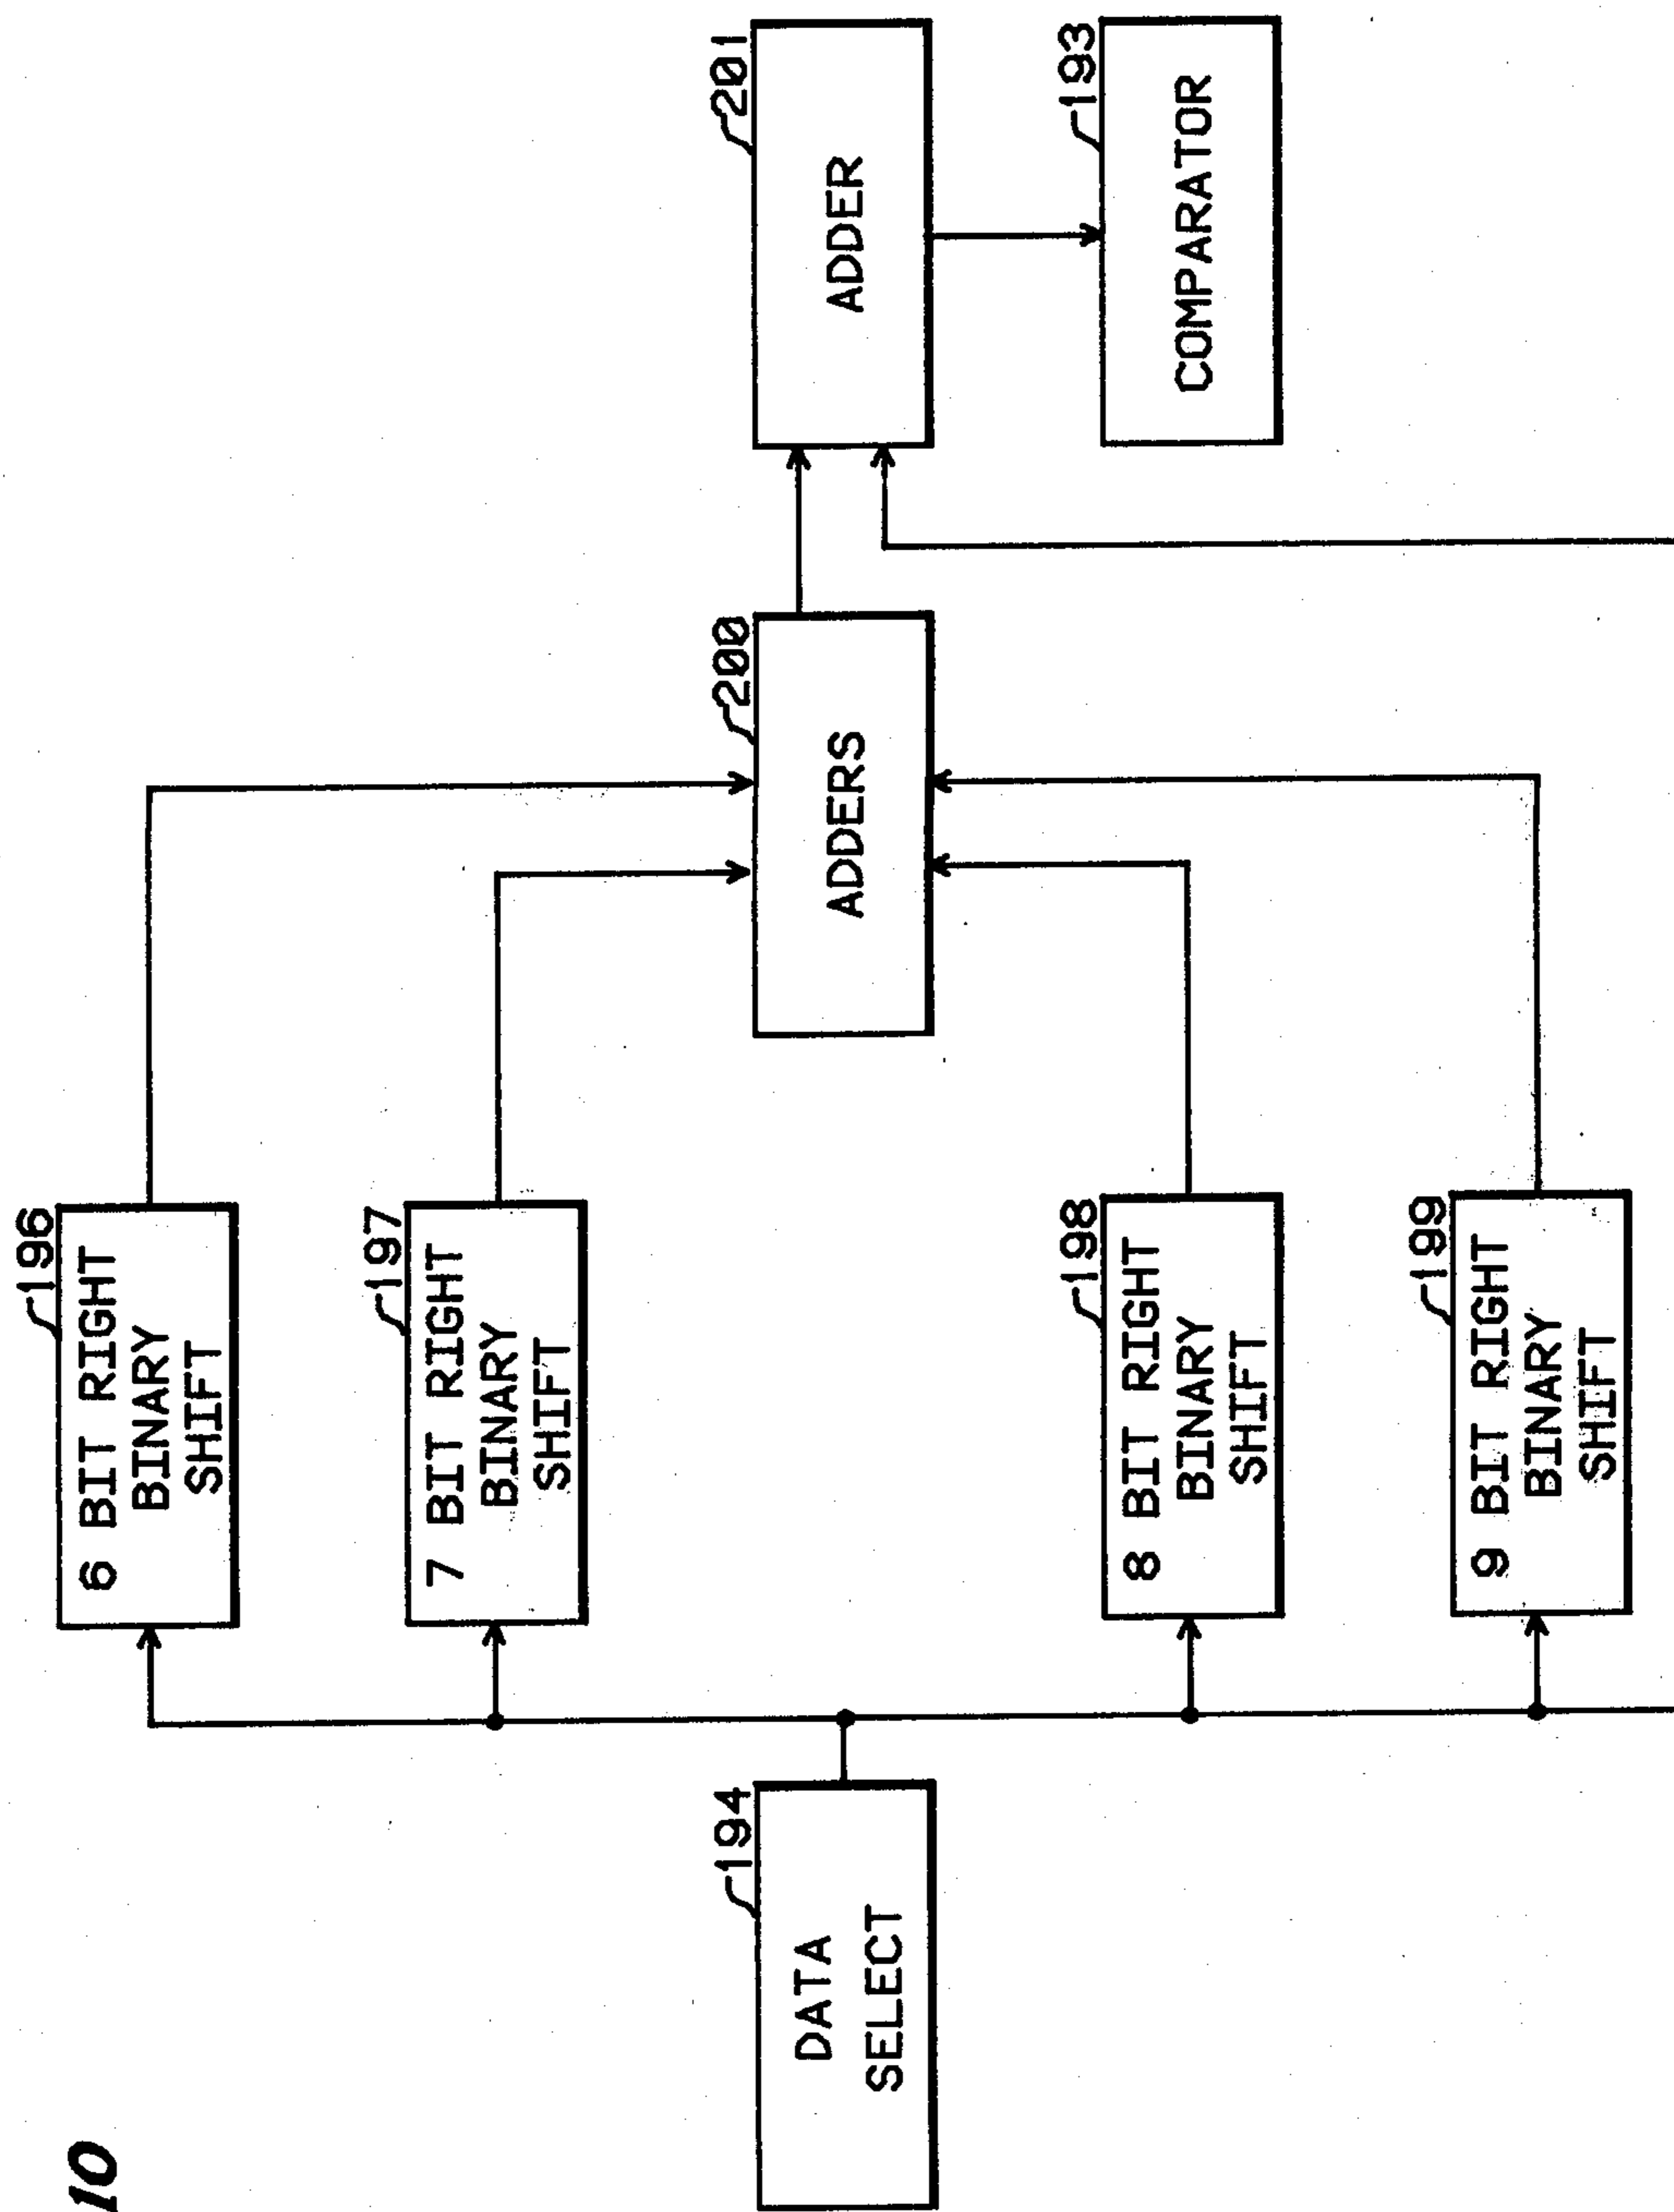 10
196
6 BIT RIGHT
BINARY
SHIFT
197
7 BIT RIGHT
BINARY
SHIFT
194
DATA
SELECT
200
ADDERS
201
ADDER
198
8 BIT RIGHT
BINARY
SHIFT
193
COMPARATOR
199
9 BIT RIGHT
BINARY
SHIFT